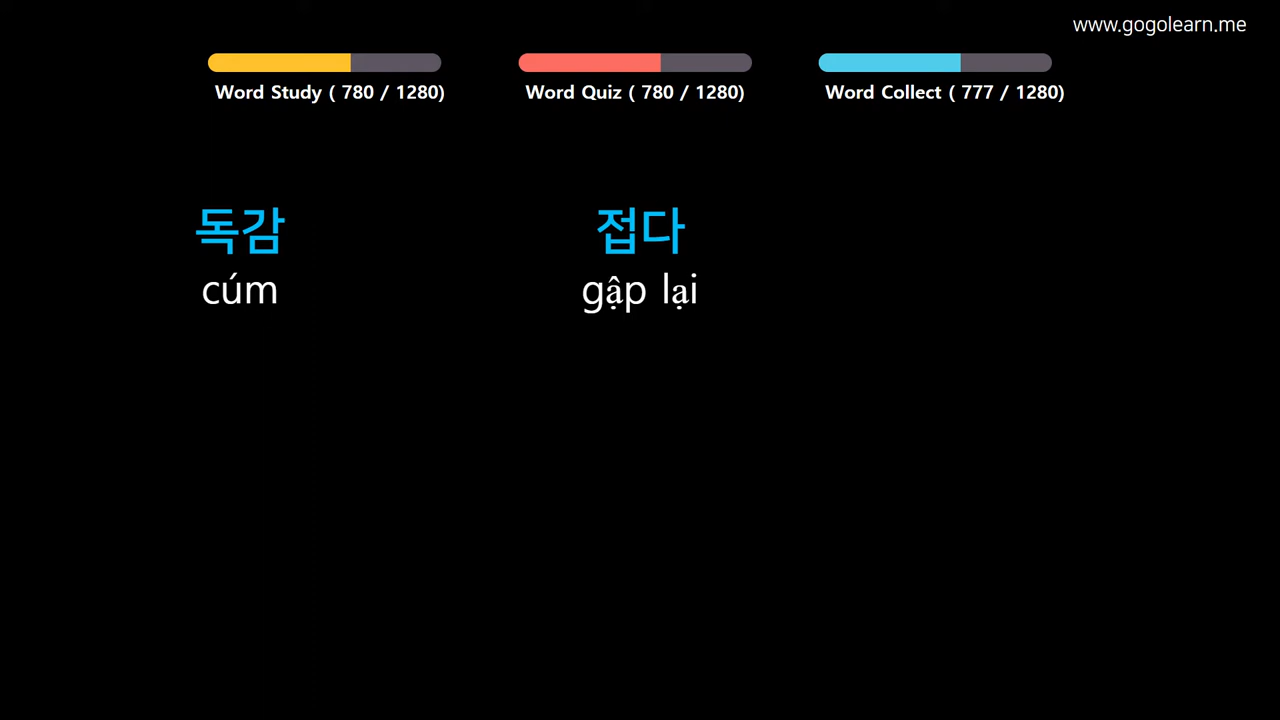 www.gogolearn.me
Word Study ( 780 / 1280)
Word Quiz ( 780 / 1280)
Word Collect ( 777 / 1280)
독감
cúm
접다
gập lại